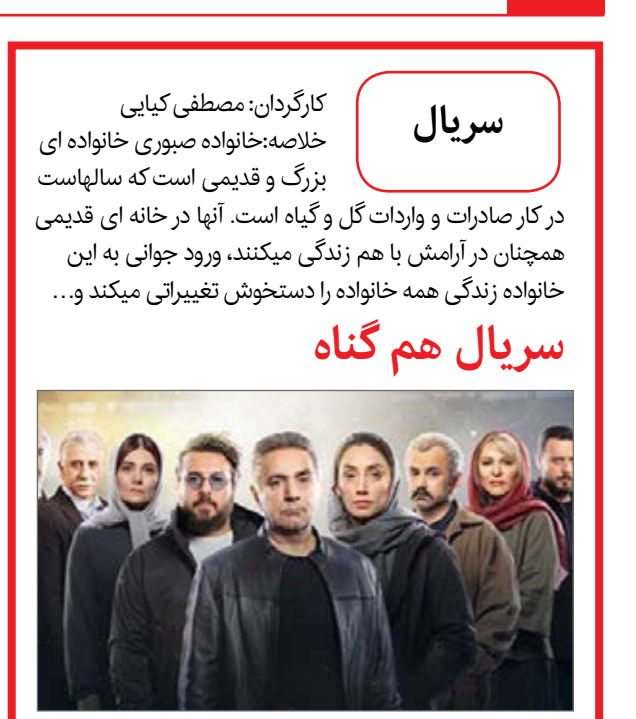 سریال
کارگردان: مصطفی کیایی
خلاصه:خانواده صبوری خانواده ای
بزرگ و قدیمی است که سالهاست
در کار صادرات و واردات گل و گیاه است. آنها در خانه ای قدیمی
همچنان در آرامش با هم زندگی میکنند، ورود جوانی به این
خانواده زندگی همه خانواده را دستخوش تغییراتی میکند و...
سریال هم گناه